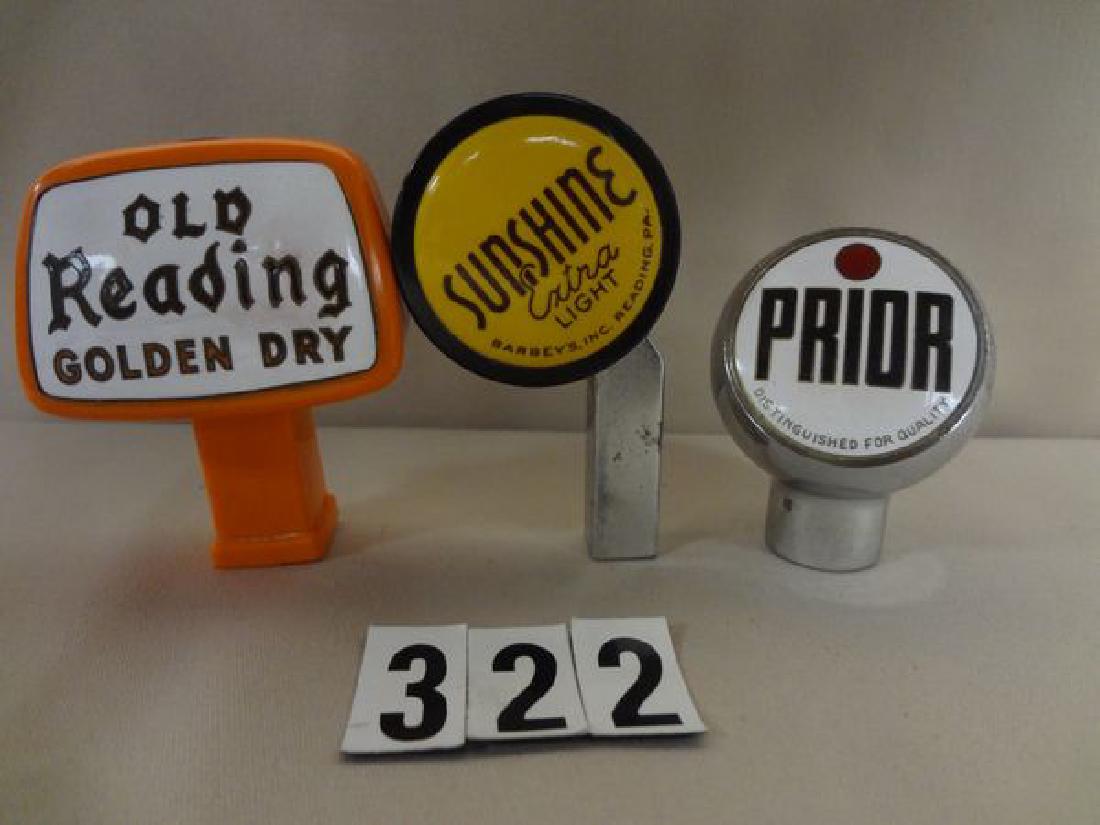 OLD
Reading
GOLDEN DRY
SUNSHINE
Extra
LIGHT
BARBEY'S, INC. READING, PA.
PRIOR
DISTINGUISHED FOR QUALITY
322